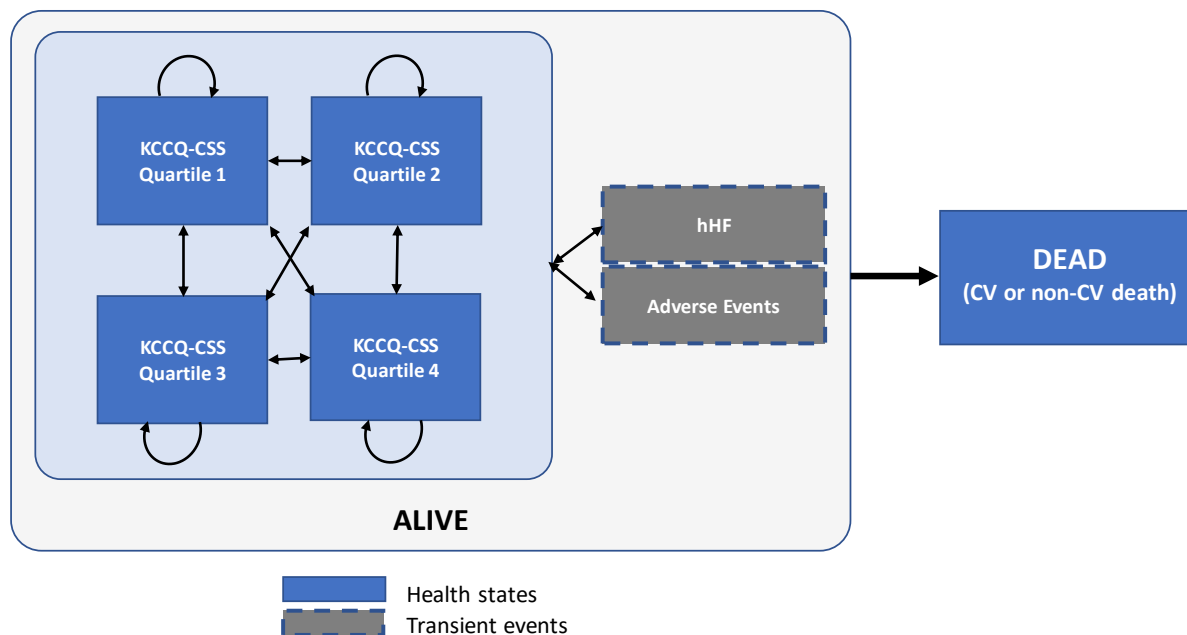 KCCQ-CSS
Quartile 1
KCCQ-CSS
Quartile 2
KCCQ-CSS
Quartile 3
KCCQ-CSS
Quartile 4
hHF
Adverse Events
DEAD
(CV or non-CV death)
ALIVE
Health states
Transient events